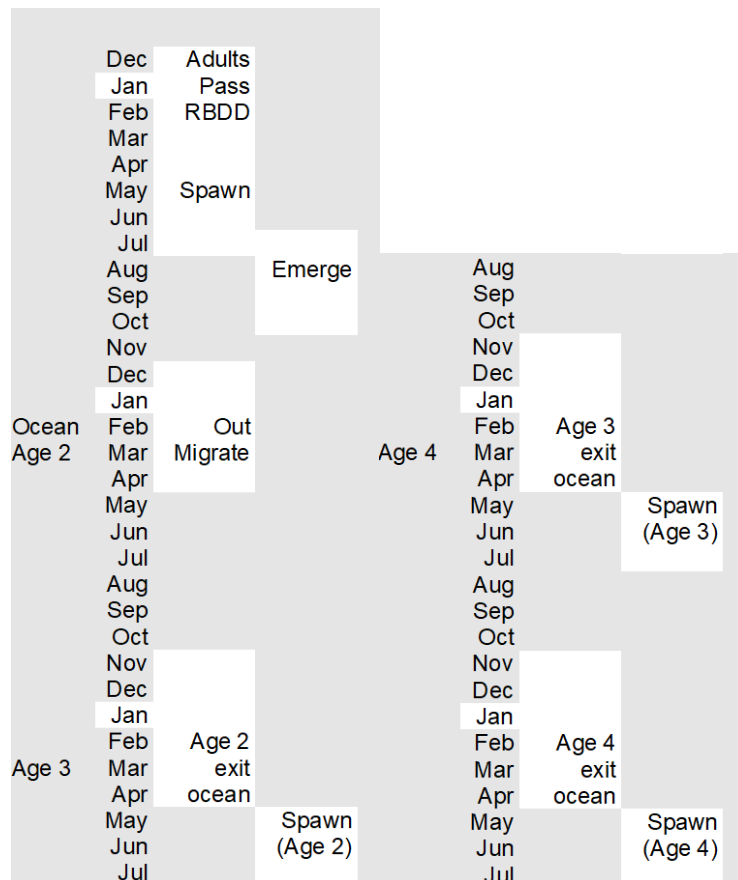 Dec Adults
Jan Pass
Feb RBDD
Mar
Apr
May Spawn
Jun
Jul
Aug Emerge
Sep
Oct
Nov
Dec
Jan
Ocean Feb Out
Age 2 Mar Migrate
Apr
May
Jun
Jul
Aug
Sep
Oct
Nov
Dec
Jan
Feb Age 2
Age 3 Mar exit
Apr ocean
May Spawn
Jun (Age 2)
Jul
Aug
Sep
Oct
Nov
Dec
Jan
Feb Age 3
Age 4 Mar exit
Apr ocean
May Spawn
Jun (Age 3)
Jul
Aug
Sep
Oct
Nov
Dec
Jan
Feb Age 4
Mar exit
Apr ocean
May Spawn
Jun (Age 4)
Jul